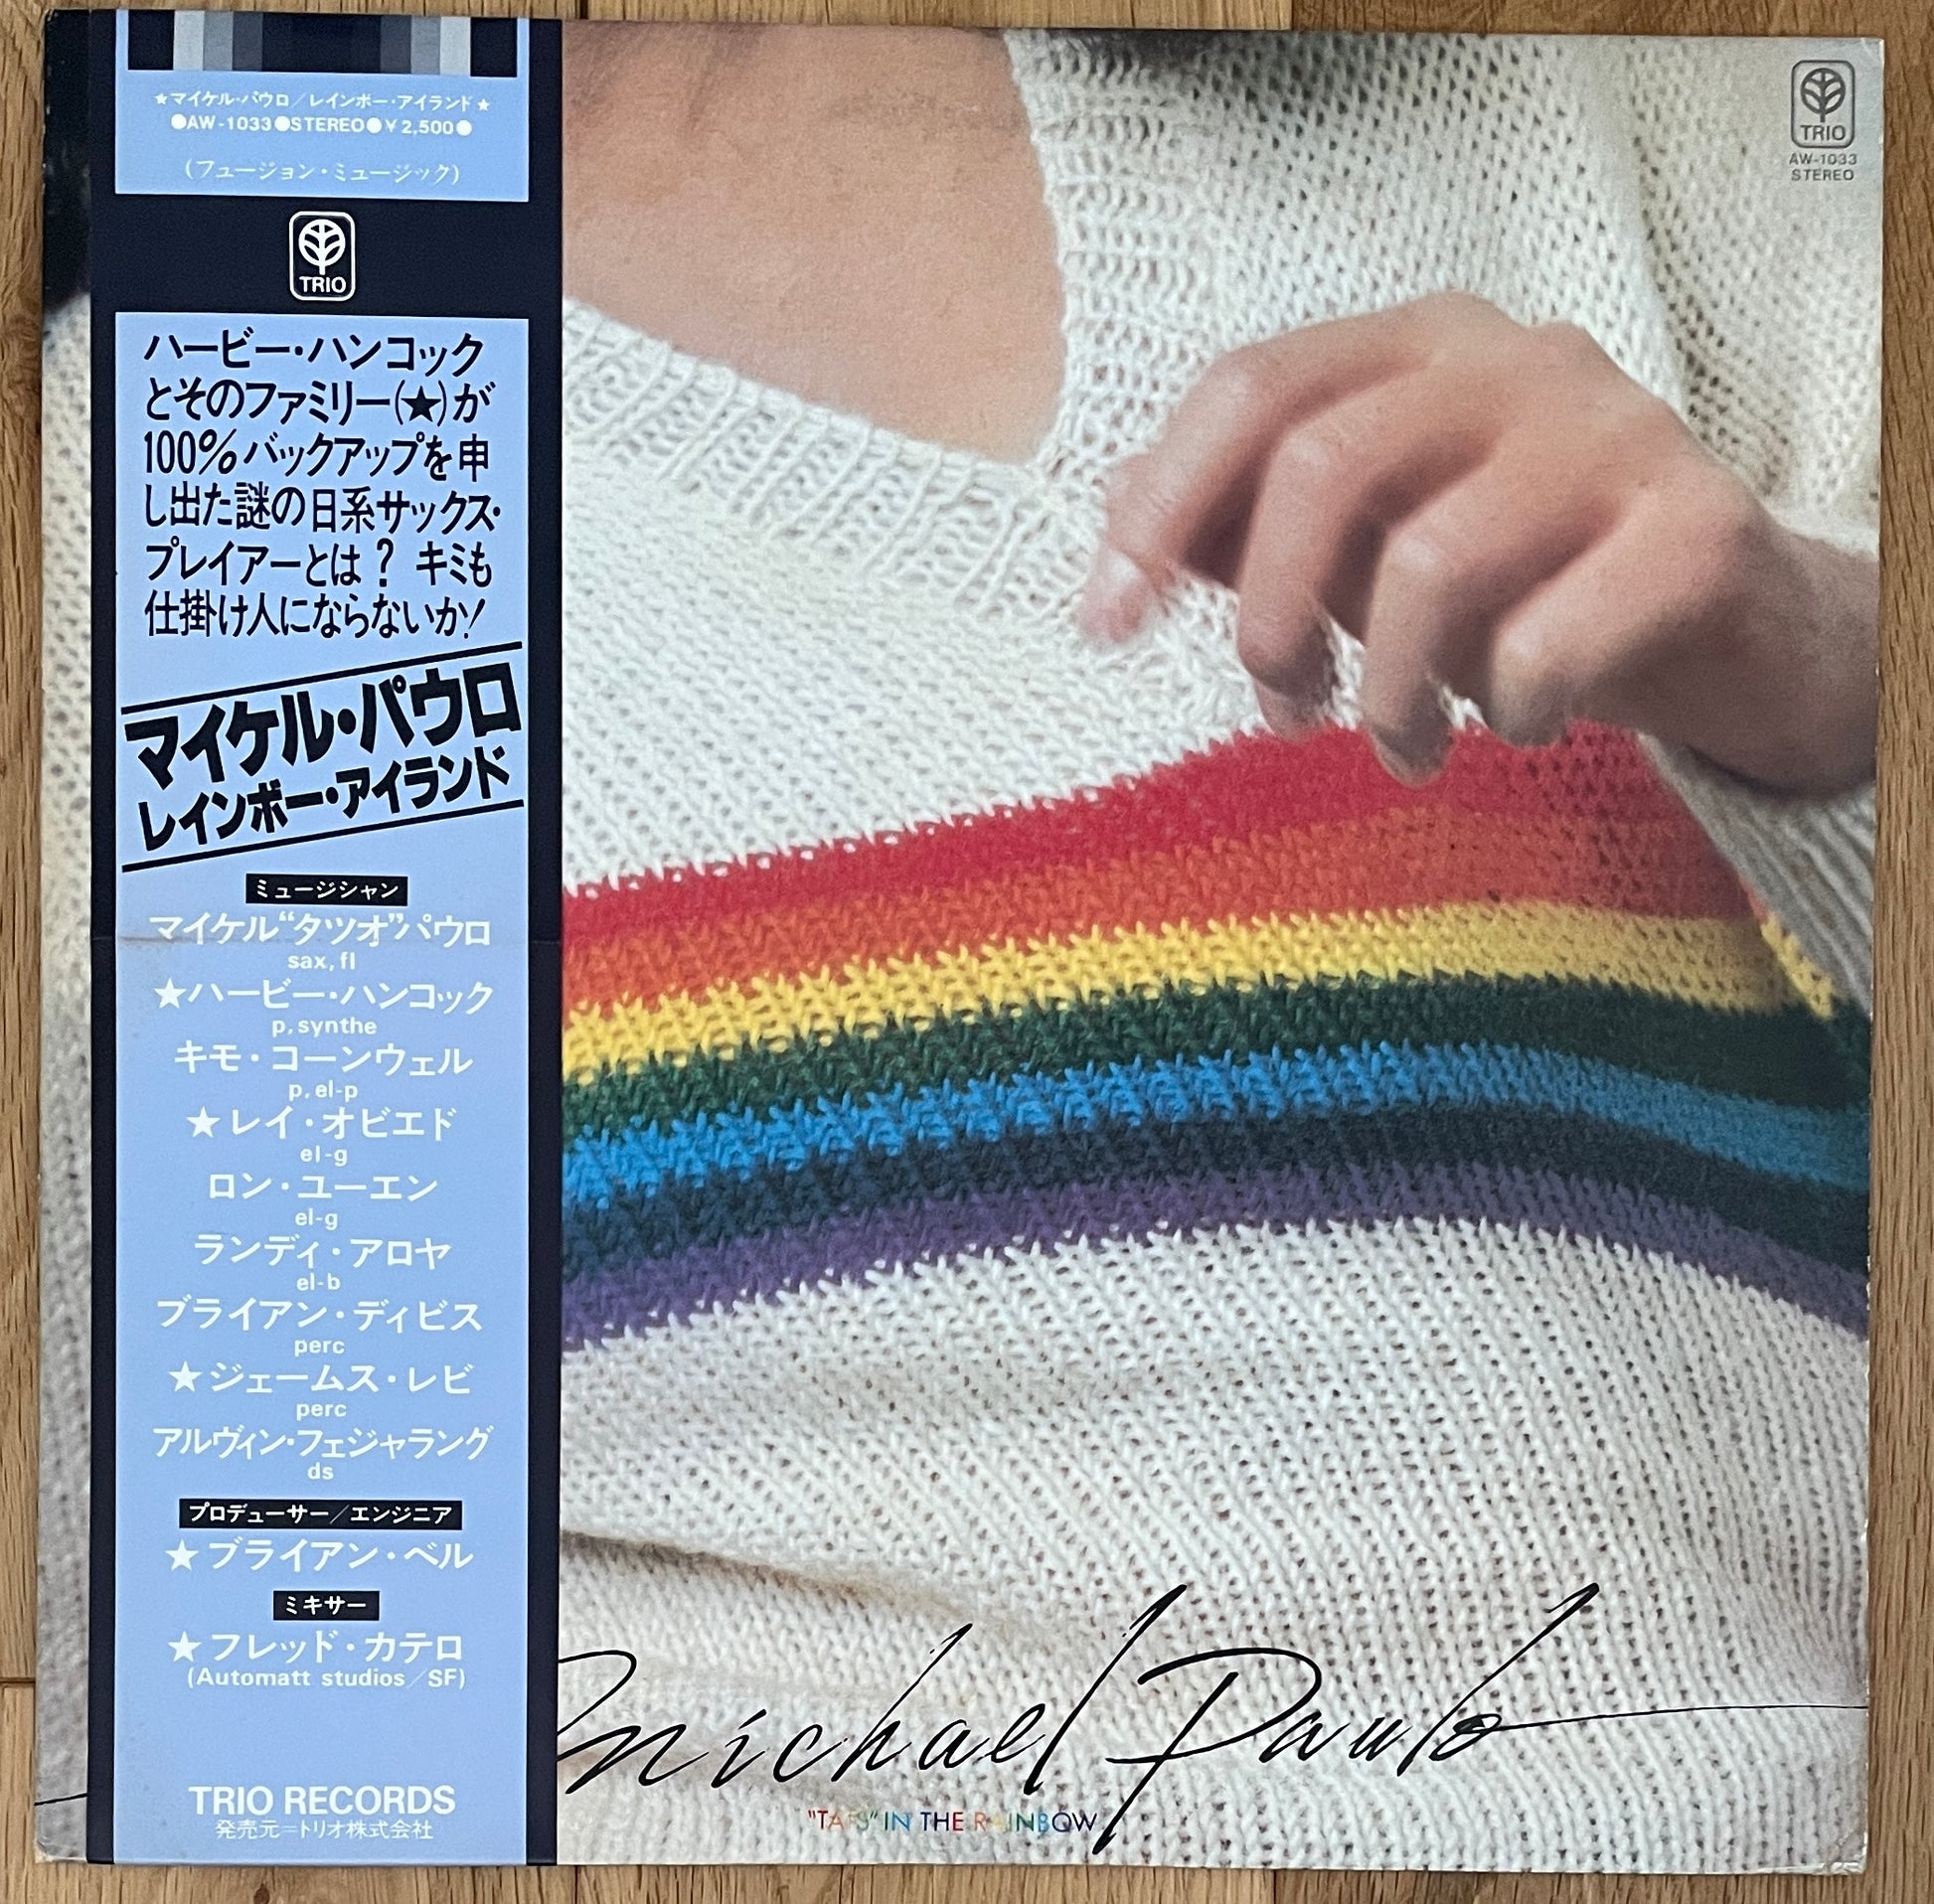 ★マイケル・パウロ／レインボー・アイランド★
●AW-1033●STEREO●¥2,500●
(フュージョン・ミュージック)
TRIO
ハービー・ハンコック
とそのファミリー(★)が
100%バックアップを申
し出た謎の日系サックス・
プレイアーとは? キミも
仕掛け人にならないか!
マイケル・パウロ
レインボー・アイランド
ミュージシャン
マイケル“タツオ”パウロ
sax, fl
★ハービー・ハンコック
p, synthe
キモ・コーンウェル
p, el-p
★レイ・オビエド
el-g
ロン・ユーエン
el-g
ランディ・アロヤ
el-b
ブライアン・ディビス
perc
★ジェームス・レビ
perc
アルヴィン・フェジャラング
ds
プロデューサー／エンジニア
★ブライアン・ベル
ミキサー
★フレッド・カテロ
(Automatt studios／SF)
TRIO RECORDS
発売元=トリオ株式会社
TRIO
AW-1033
STEREO
Michael Paulo
"TATS" IN THE RAINBOW